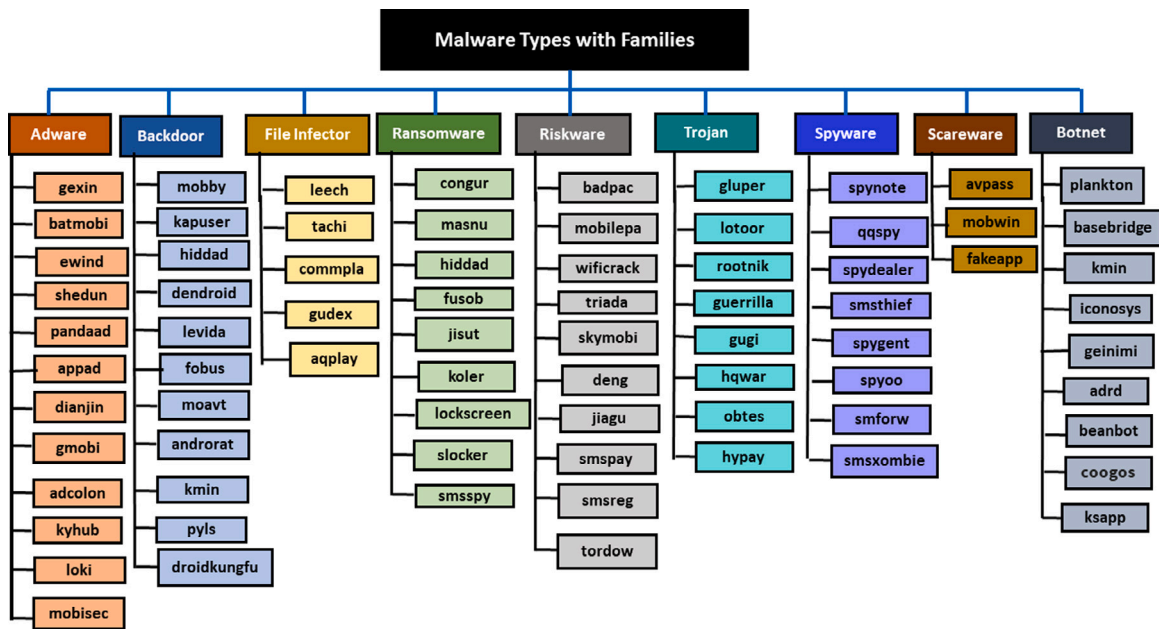 Malware Types with Families
Adware
gexin
batmobi
ewind
shedun
pandaad
appad
dianjin
gmobi
adcolon
kyhub
loki
mobisec
Backdoor
mobby
kapuser
hiddad
dendroid
levida
fobus
moavt
androrat
kmin
pyls
droidkungfu
File Infector
leech
tachi
commpla
gudex
aqplay
Ransomware
congur
masnu
hiddad
fusob
jisut
koler
lockscreen
slocker
smsspy
Riskware
badpac
mobilepa
wificrack
triada
skymobi
deng
jiagu
smspay
smsreg
tordow
Trojan
gluper
lotoor
rootnik
guerrilla
gugi
hqwar
obtes
hypay
Spyware
spynote
qqspy
spydealer
smsthief
spygent
spyoo
smforw
smsxombie
Scareware
avpass
mobwin
fakeapp
Botnet
plankton
basebridge
kmin
iconosys
geinimi
adrd
beanbot
coogos
ksapp